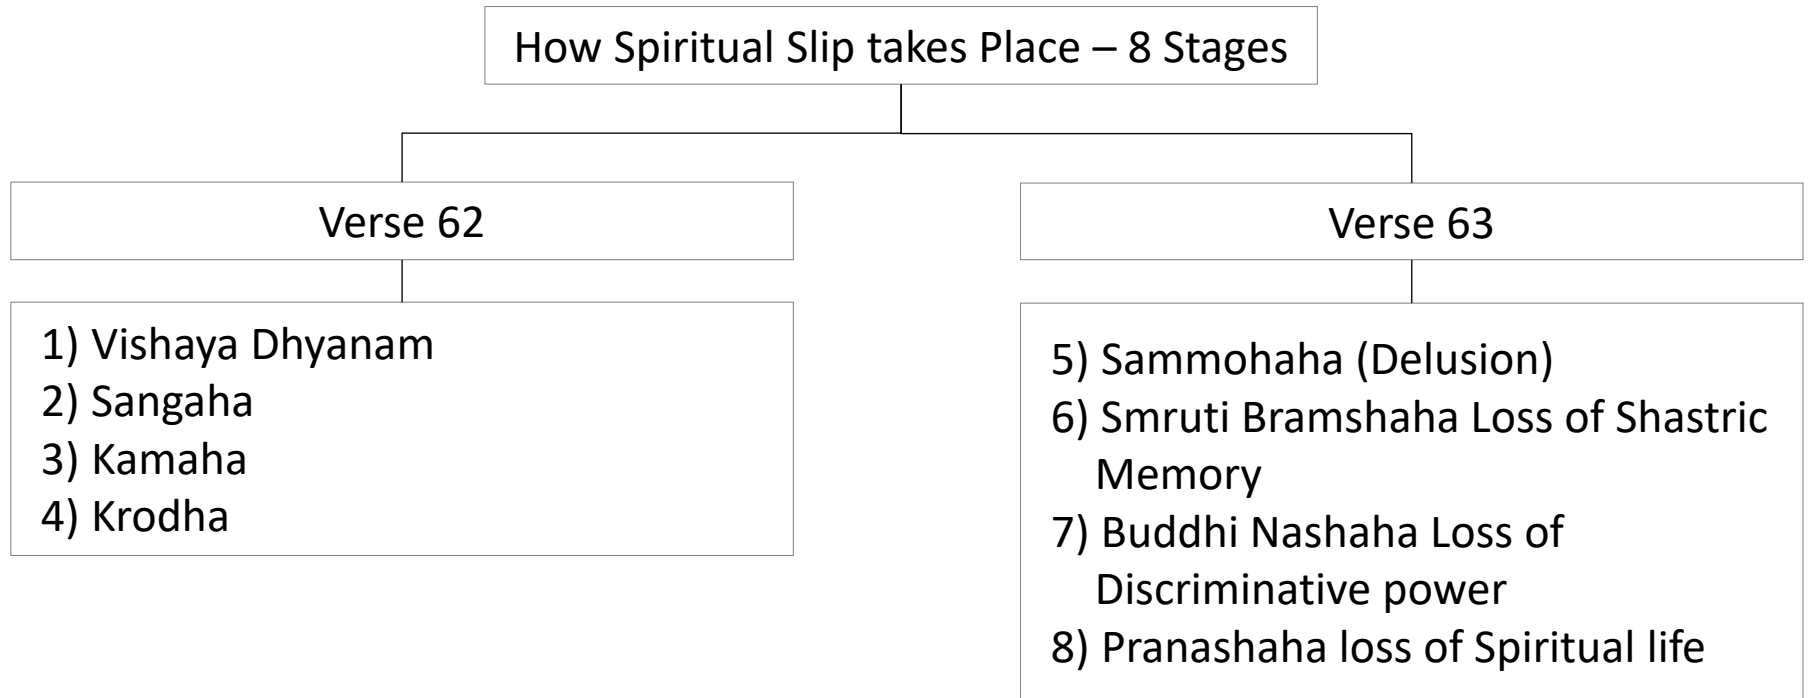 How Spiritual Slip takes Place – 8 Stages
Verse 62
1) Vishaya Dhyanam
2) Sangaha
3) Kamaha
4) Krodha
Verse 63
5) Sammohaha (Delusion)
6) Smruti Bramshaha Loss of Shastric
Memory
7) Buddhi Nashaha Loss of
Discriminative power
8) Pranashaha loss of Spiritual life